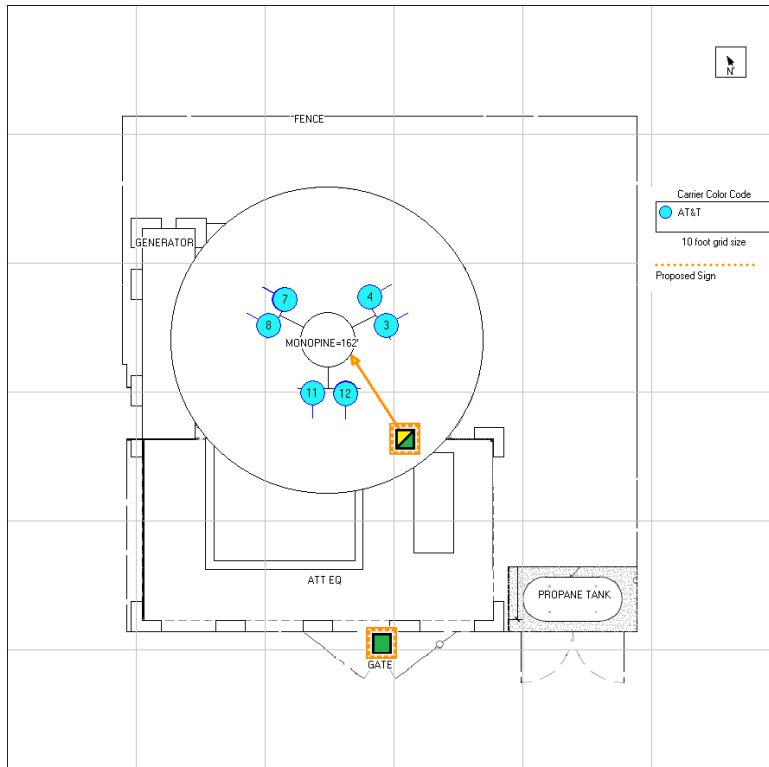 N
FENCE
Carrier Color Code
AT&T
10 foot grid size
Proposed Sign
GENERATOR
7
4
8
3
MONOPINE=162'
11
12
ATT EQ
PROPANE TANK
GATE